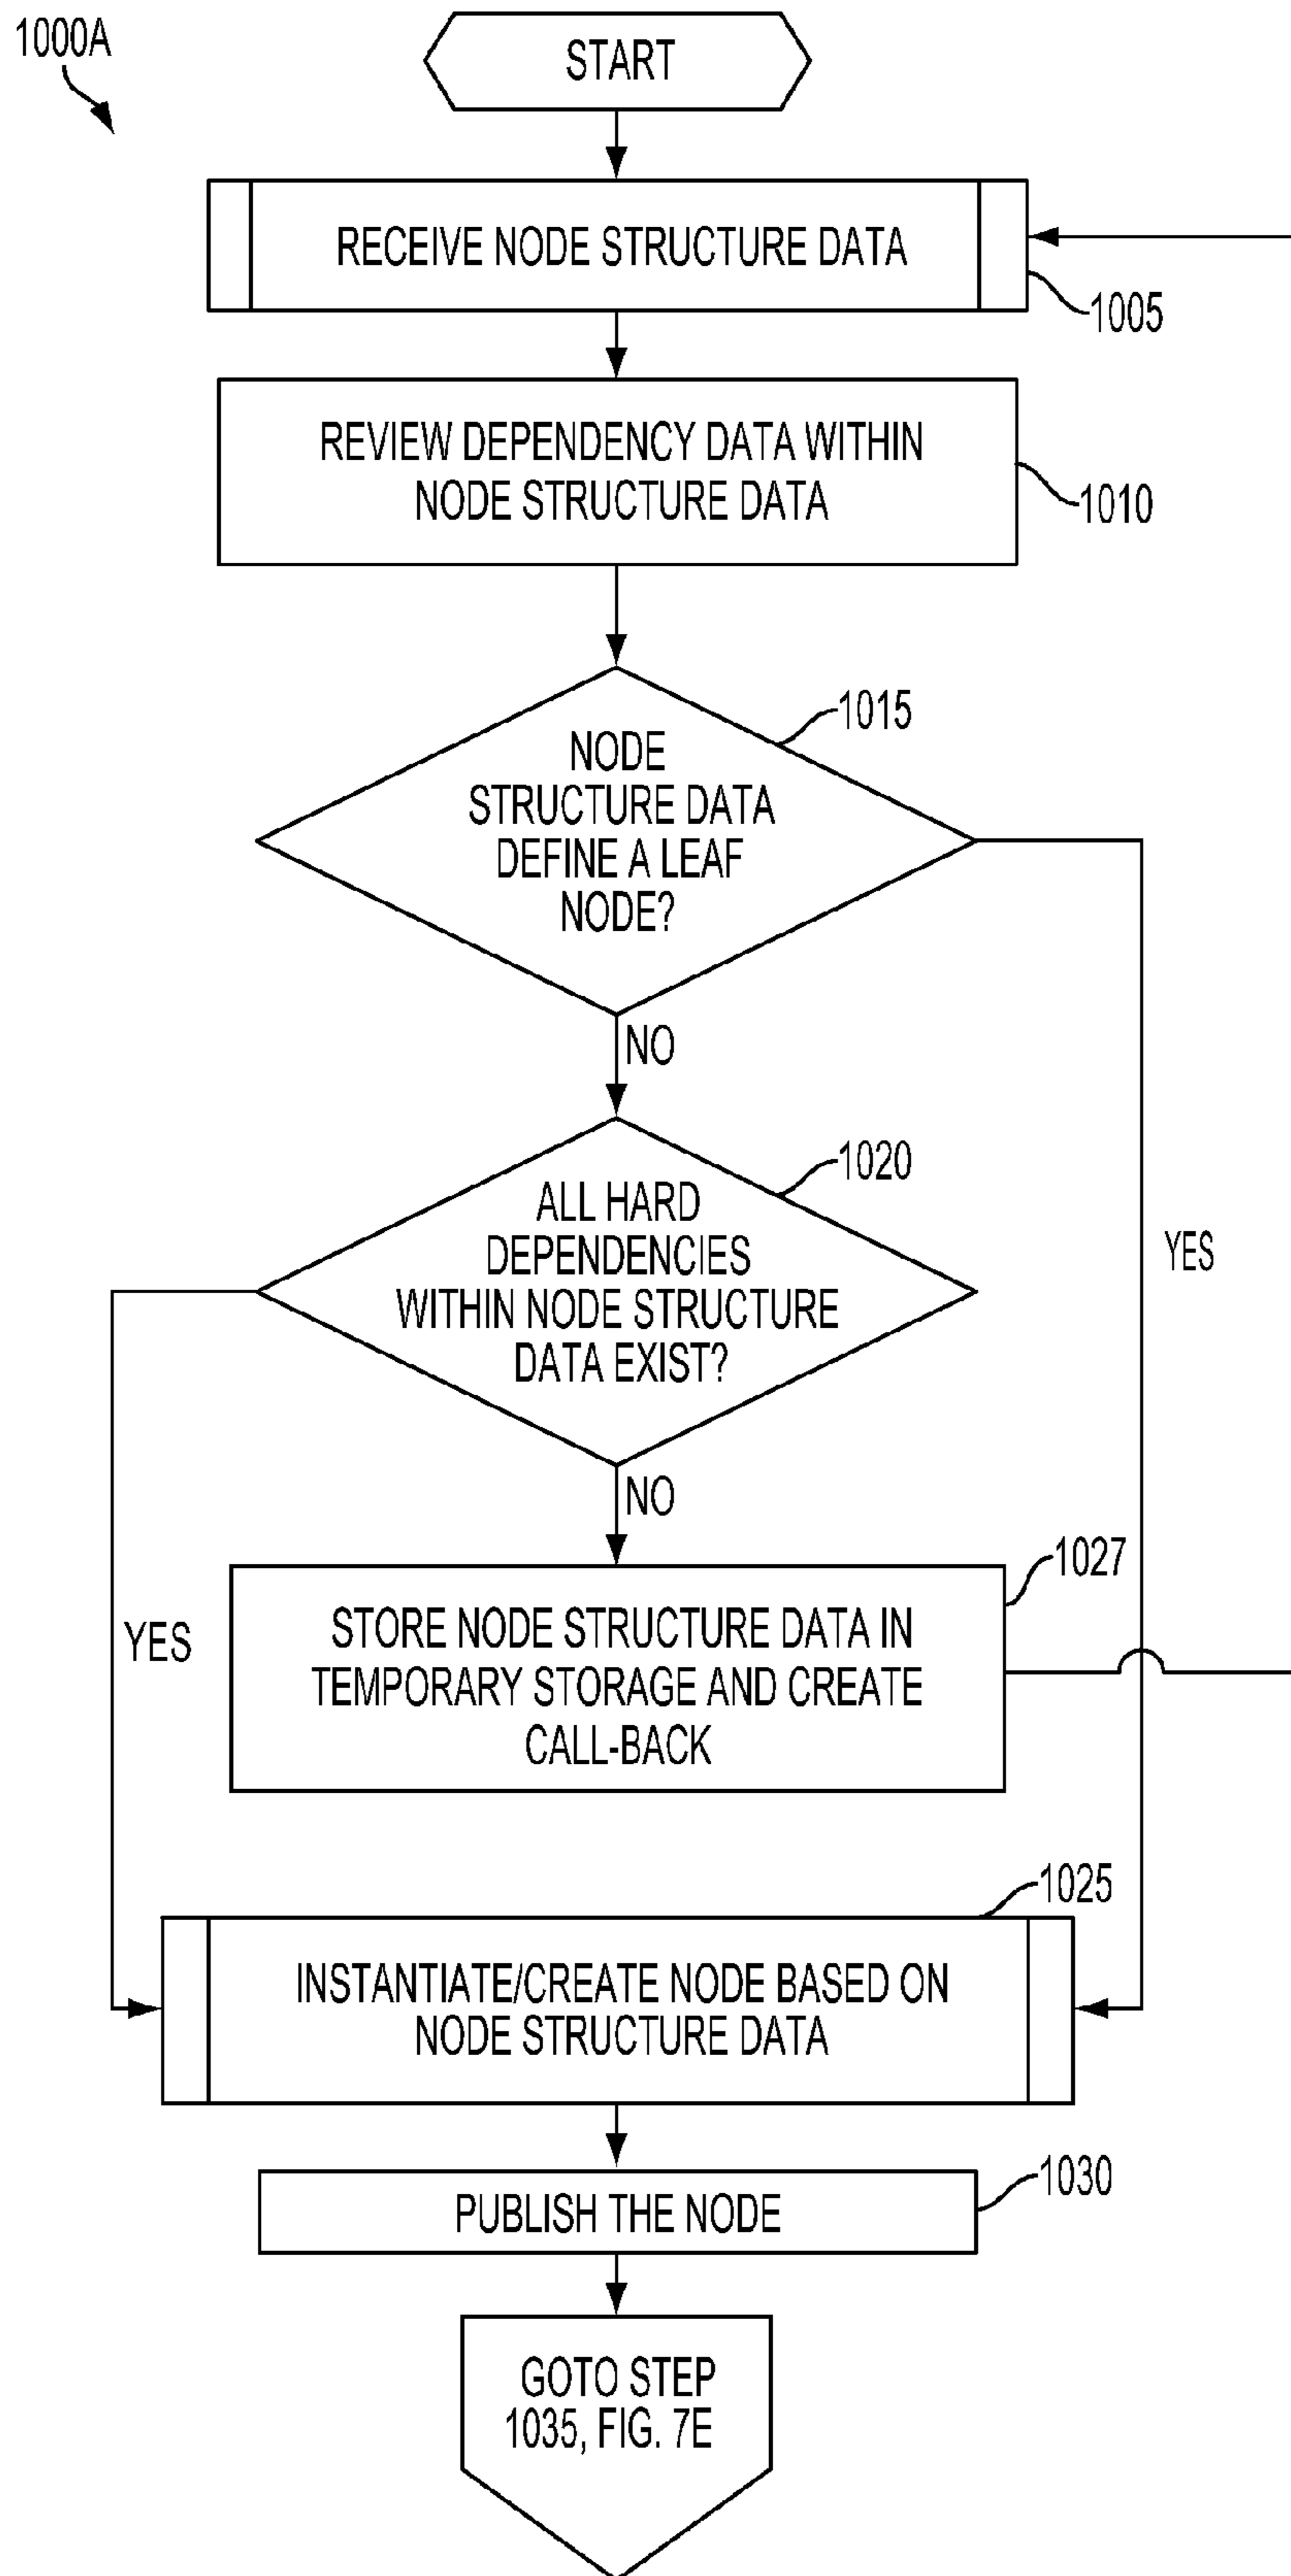 1000A
START
RECEIVE NODE STRUCTURE DATA
1005
REVIEW DEPENDENCY DATA WITHIN
NODE STRUCTURE DATA
1010
1015
NODE
STRUCTURE DATA
DEFINE A LEAF
NODE?
NO
1020
ALL HARD
DEPENDENCIES
WITHIN NODE STRUCTURE
DATA EXIST?
YES
NO
1027
YES
STORE NODE STRUCTURE DATA IN
TEMPORARY STORAGE AND CREATE
CALL-BACK
1025
INSTANTIATE/CREATE NODE BASED ON
NODE STRUCTURE DATA
1030
PUBLISH THE NODE
GOTO STEP
1035, FIG. 7E